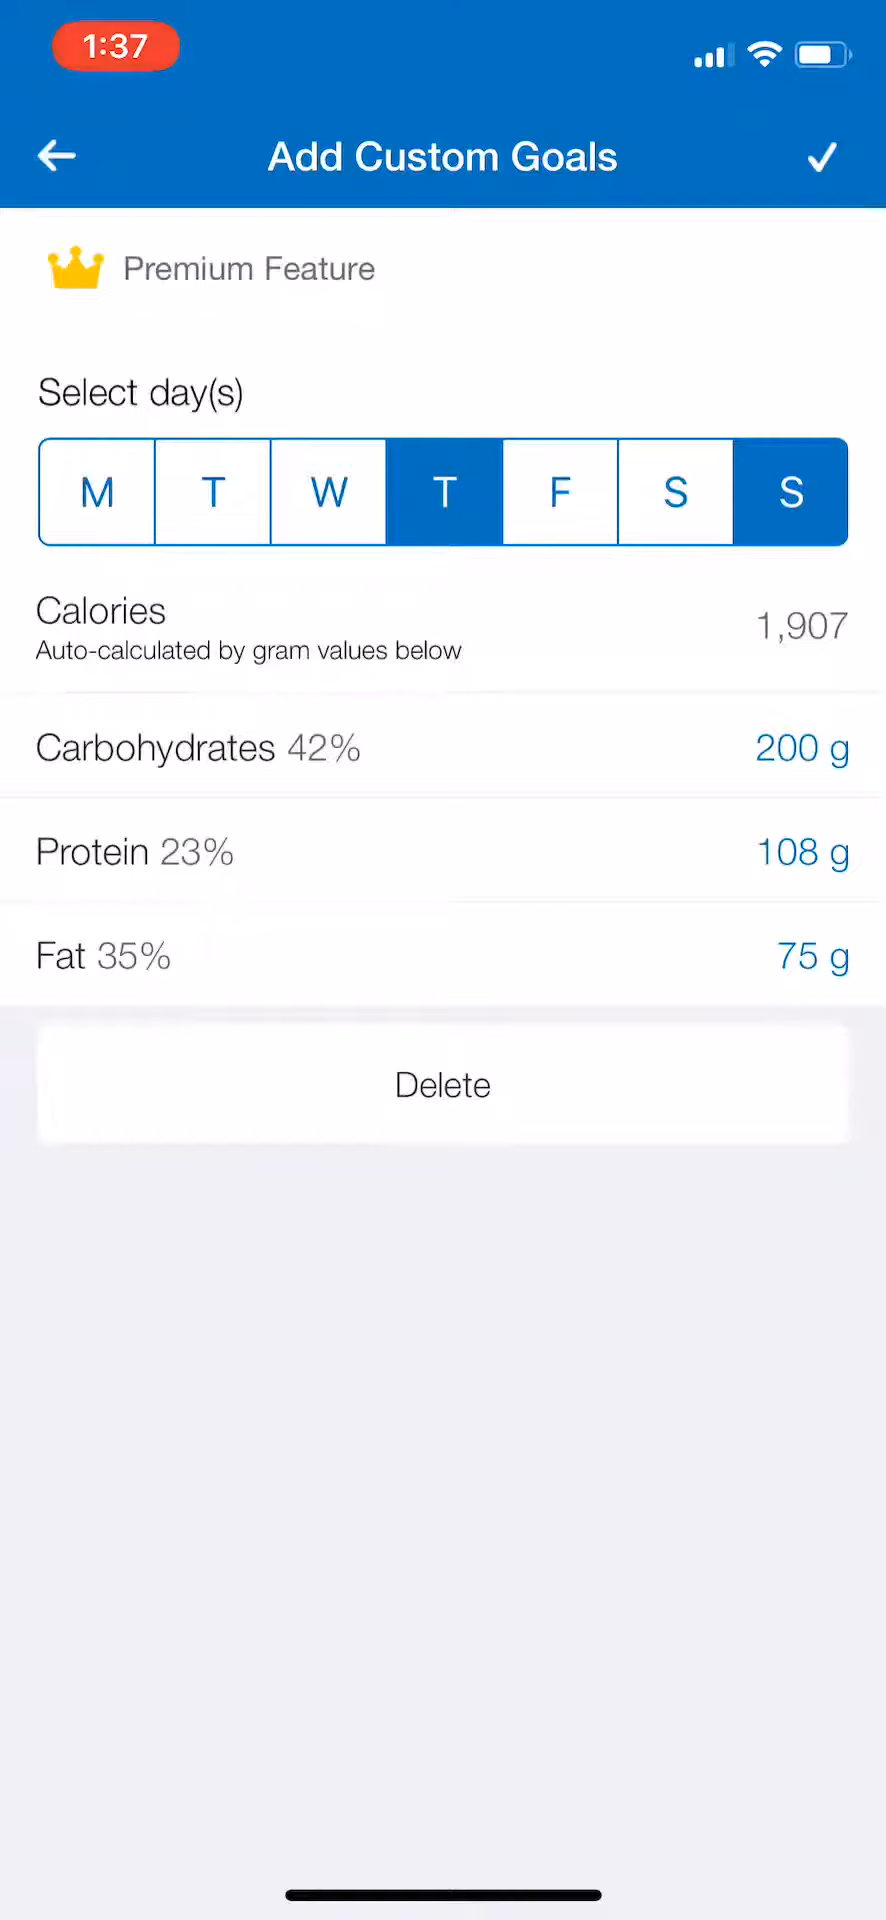 1:37
Add Custom Goals
Premium Feature
Select day(s)
M T W T F S S
Calories
1,907
Auto-calculated by gram values below
Carbohydrates 42% 200 g
Protein 23% 108 g
Fat 35% 75 g
Delete